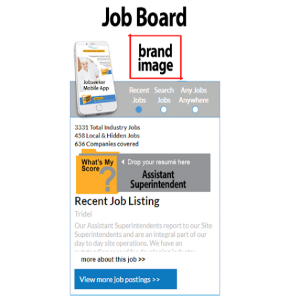 Job Board
brand
image
Jobseeker
Mobile App
Recent
Jobs
Search
Jobs
Any Jobs
Anywhere
3331 Total Industry Jobs
458 Local & Hidden Jobs
636 Companies covered
What's My
Score
?
Drop your resume here
Assistant
Superintendent
Recent Job Listing
Tridel
Our Assistant Superintendents report to our Site
Superintendents and are an integral part of our
day to day site operations. We have an
more about this job >>
View more job postings >>